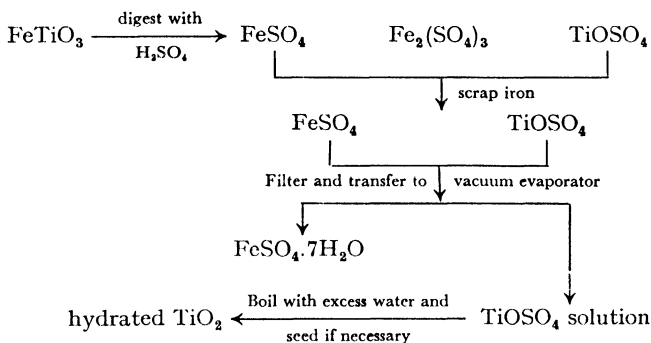 FeTiO₃ digest with H₂SO₄ FeSO₄ Fe₂(SO₄)₃ TiOSO₄
scrap iron
FeSO₄ TiOSO₄
Filter and transfer to vacuum evaporator
FeSO₄.7H₂O
hydrated TiO₂ Boil with excess water and seed if necessary TiOSO₄ solution